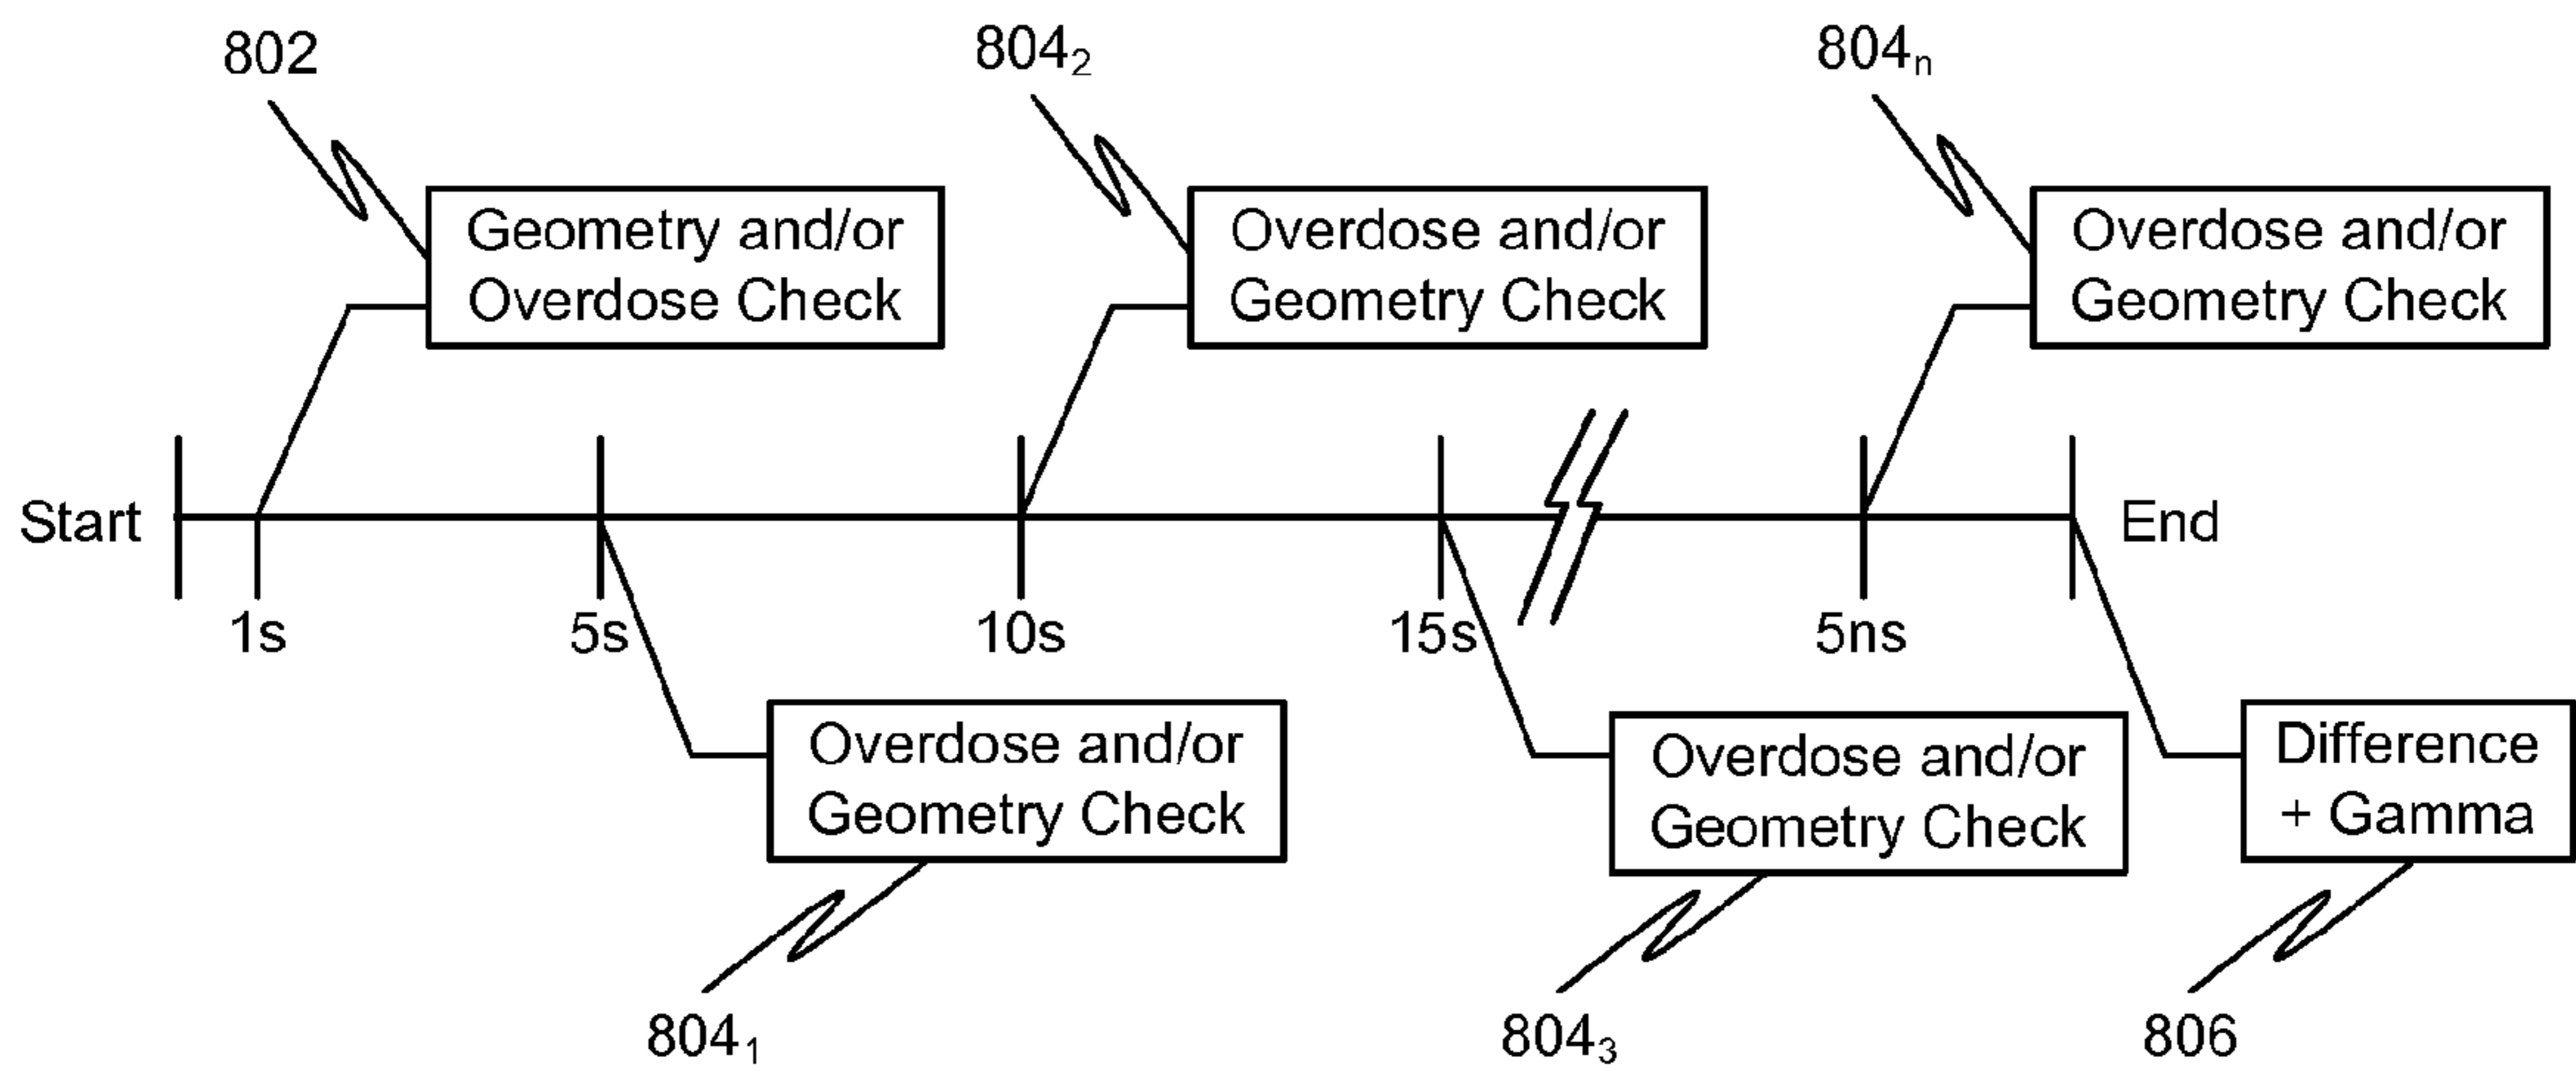 802
804₂
804ₙ
Geometry and/or
Overdose Check
Overdose and/or
Geometry Check
Overdose and/or
Geometry Check
Start
End
1s
5s
10s
15s
5ns
Overdose and/or
Geometry Check
Overdose and/or
Geometry Check
Difference
+ Gamma
804₁
804₃
806